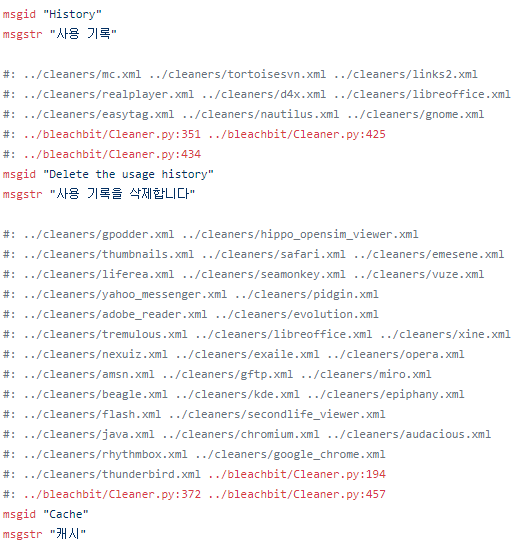 msgid "History"
msgstr "사용 기록"
#: ../cleaners/mc.xml ../cleaners/tortoisesvn.xml ../cleaners/links2.xml
#: ../cleaners/realplayer.xml ../cleaners/d4x.xml ../cleaners/libreoffice.xml
#: ../cleaners/easytag.xml ../cleaners/nautilus.xml ../cleaners/gnome.xml
#: ../bleachbit/Cleaner.py:351 ../bleachbit/Cleaner.py:425
#: ../bleachbit/Cleaner.py:434
msgid "Delete the usage history"
msgstr "사용 기록을 삭제합니다"
#: ../cleaners/gpodder.xml ../cleaners/hippo_opensim_viewer.xml
#: ../cleaners/thumbnails.xml ../cleaners/safari.xml ../cleaners/emesene.xml
#: ../cleaners/liferea.xml ../cleaners/seamonkey.xml ../cleaners/vuze.xml
#: ../cleaners/yahoo_messenger.xml ../cleaners/pidgin.xml
#: ../cleaners/adobe_reader.xml ../cleaners/evolution.xml
#: ../cleaners/tremulous.xml ../cleaners/libreoffice.xml ../cleaners/xine.xml
#: ../cleaners/nexuiz.xml ../cleaners/exaile.xml ../cleaners/opera.xml
#: ../cleaners/amsn.xml ../cleaners/gftp.xml ../cleaners/miro.xml
#: ../cleaners/beagle.xml ../cleaners/kde.xml ../cleaners/epiphany.xml
#: ../cleaners/flash.xml ../cleaners/secondlife_viewer.xml
#: ../cleaners/java.xml ../cleaners/chromium.xml ../cleaners/audacious.xml
#: ../cleaners/rhythmbox.xml ../cleaners/google_chrome.xml
#: ../cleaners/thunderbird.xml ../bleachbit/Cleaner.py:194
#: ../bleachbit/Cleaner.py:372 ../bleachbit/Cleaner.py:457
msgid "Cache"
msgstr "캐시"